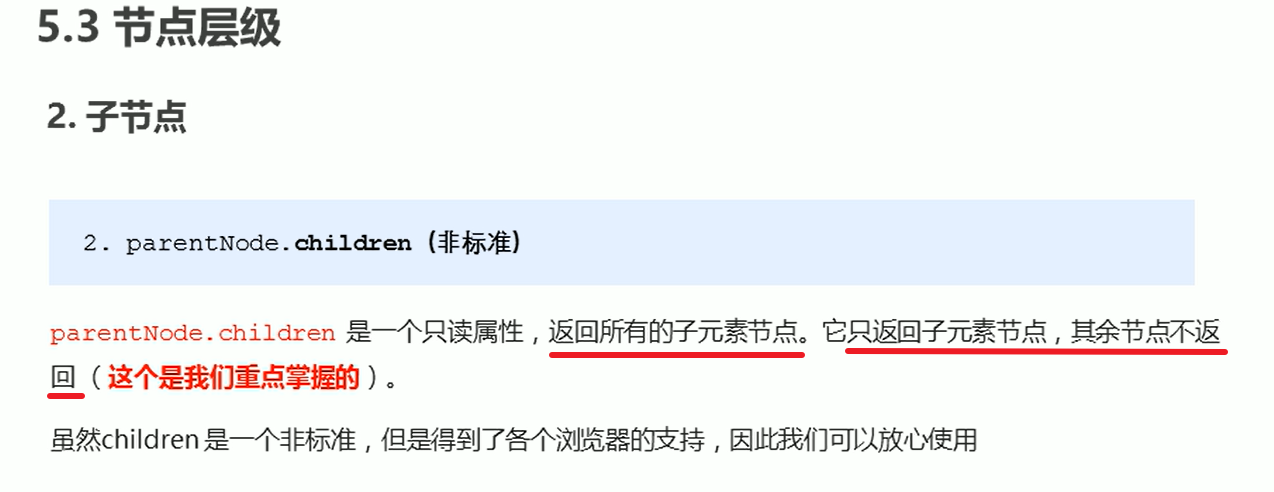 5.3 节点层级
2. 子节点
2. parentNode.children（非标准）
parentNode.children 是一个只读属性，返回所有的子元素节点。它只返回子元素节点，其余节点不返
回（这个是我们重点掌握的）。
虽然children 是一个非标准，但是得到了各个浏览器的支持，因此我们可以放心使用